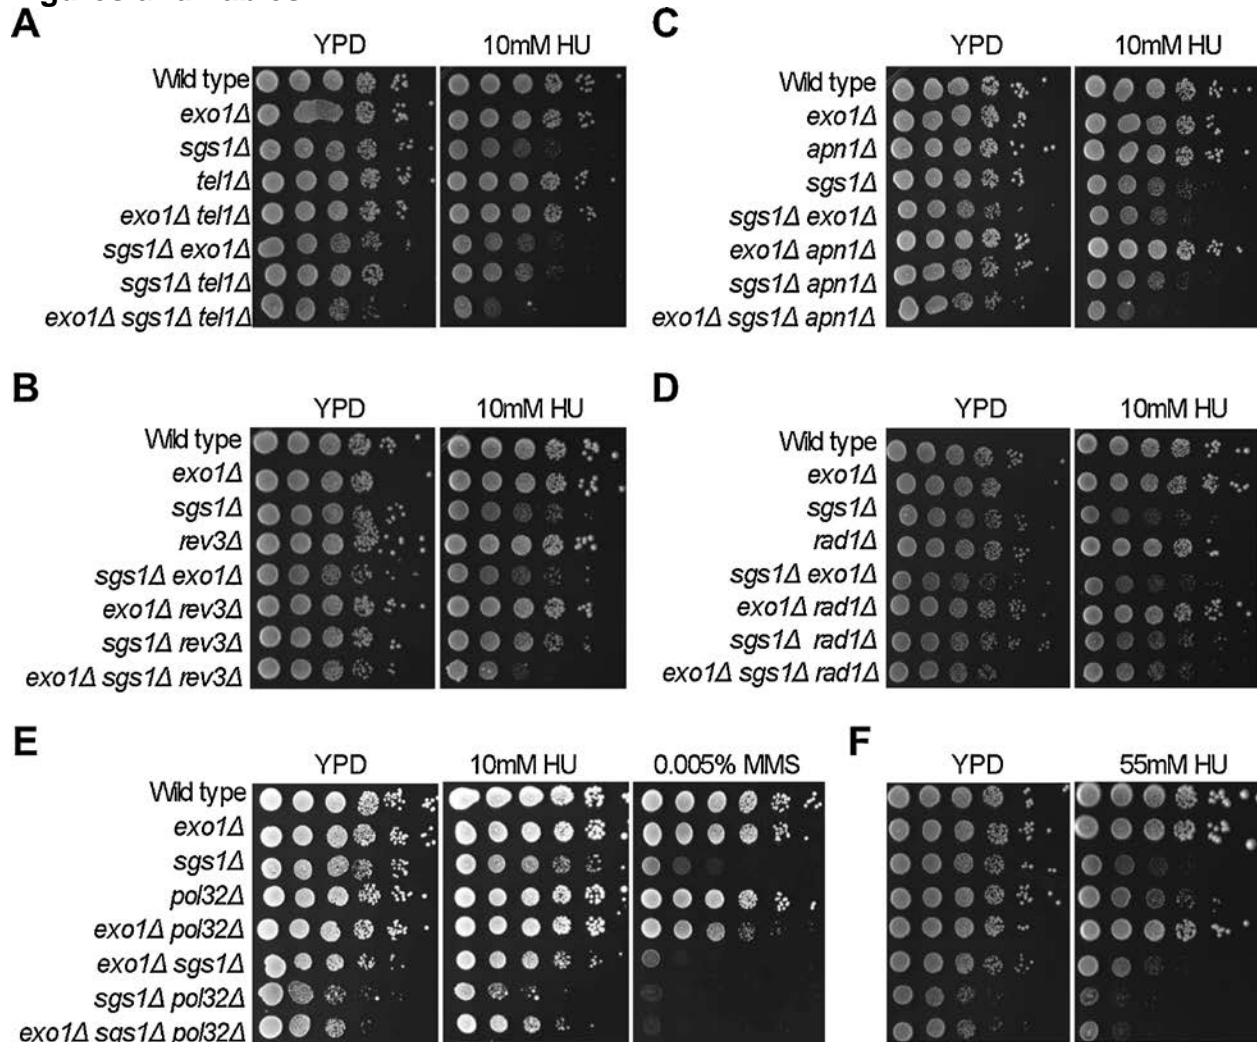 A
YPD
10mM HU
Wild type
exo1Δ
sgs1Δ
tel1Δ
exo1Δ tel1Δ
sgs1Δ exo1Δ
sgs1Δ tel1Δ
exo1Δ sgs1Δ tel1Δ
C
YPD
10mM HU
Wild type
exo1Δ
apn1Δ
sgs1Δ
sgs1Δ exo1Δ
exo1Δ apn1Δ
sgs1Δ apn1Δ
exo1Δ sgs1Δ apn1Δ
B
YPD
10mM HU
Wild type
exo1Δ
sgs1Δ
rev3Δ
sgs1Δ exo1Δ
exo1Δ rev3Δ
sgs1Δ rev3Δ
exo1Δ sgs1Δ rev3Δ
D
YPD
10mM HU
Wild type
exo1Δ
sgs1Δ
rad1Δ
sgs1Δ exo1Δ
exo1Δ rad1Δ
sgs1Δ rad1Δ
exo1Δ sgs1Δ rad1Δ
E
YPD
10mM HU
0.005% MMS
Wild type
exo1Δ
sgs1Δ
pol32Δ
exo1Δ pol32Δ
exo1Δ sgs1Δ
sgs1Δ pol32Δ
exo1Δ sgs1Δ pol32Δ
F
YPD
55mM HU